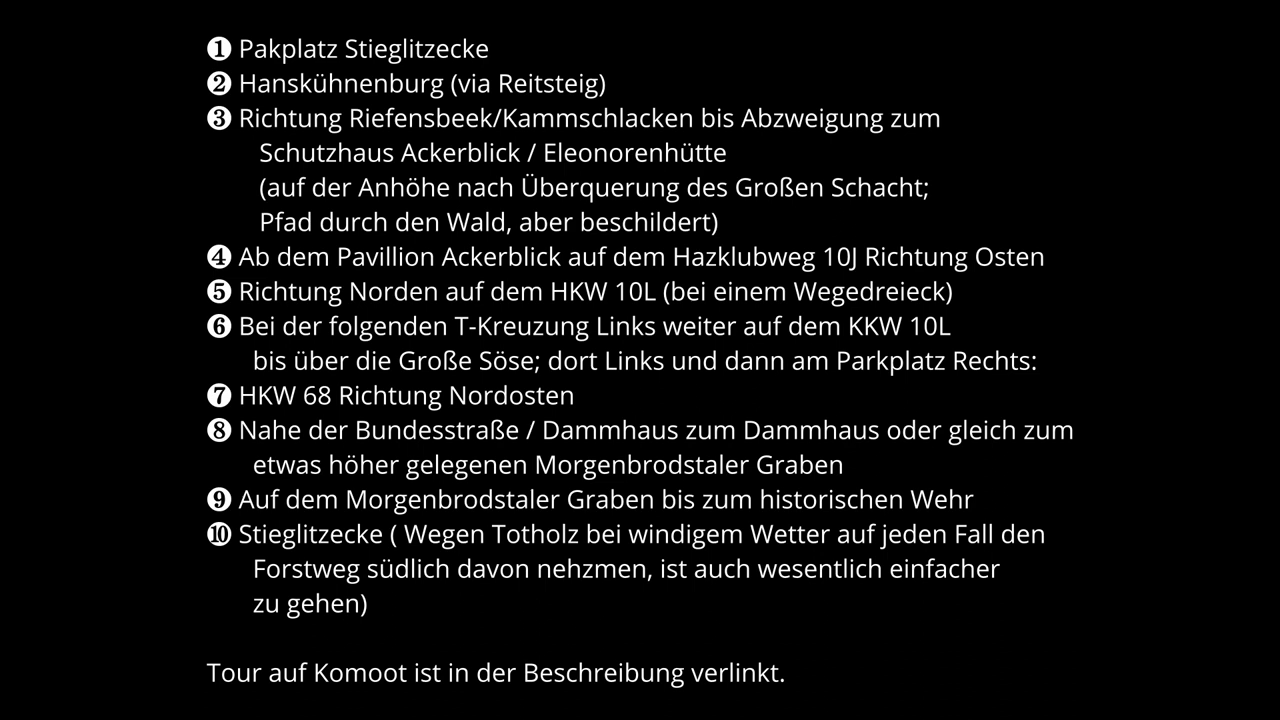 ❶ Pakplatz Stieglitzecke
❷ Hanskühnenburg (via Reitsteig)
❸ Richtung Riefensbeek/Kammschlacken bis Abzweigung zum
Schutzhaus Ackerblick / Eleonorenhütte
(auf der Anhöhe nach Überquerung des Großen Schacht;
Pfad durch den Wald, aber beschildert)
❹ Ab dem Pavillion Ackerblick auf dem Hazklubweg 10J Richtung Osten
❺ Richtung Norden auf dem HKW 10L (bei einem Wegedreieck)
❻ Bei der folgenden T-Kreuzung Links weiter auf dem KKW 10L
bis über die Große Söse; dort Links und dann am Parkplatz Rechts:
❼ HKW 68 Richtung Nordosten
❽ Nahe der Bundesstraße / Dammhaus zum Dammhaus oder gleich zum
etwas höher gelegenen Morgenbrodstaler Graben
❾ Auf dem Morgenbrodstaler Graben bis zum historischen Wehr
❿ Stieglitzecke ( Wegen Totholz bei windigem Wetter auf jeden Fall den
Forstweg südlich davon nehzmen, ist auch wesentlich einfacher
zu gehen)
Tour auf Komoot ist in der Beschreibung verlinkt.